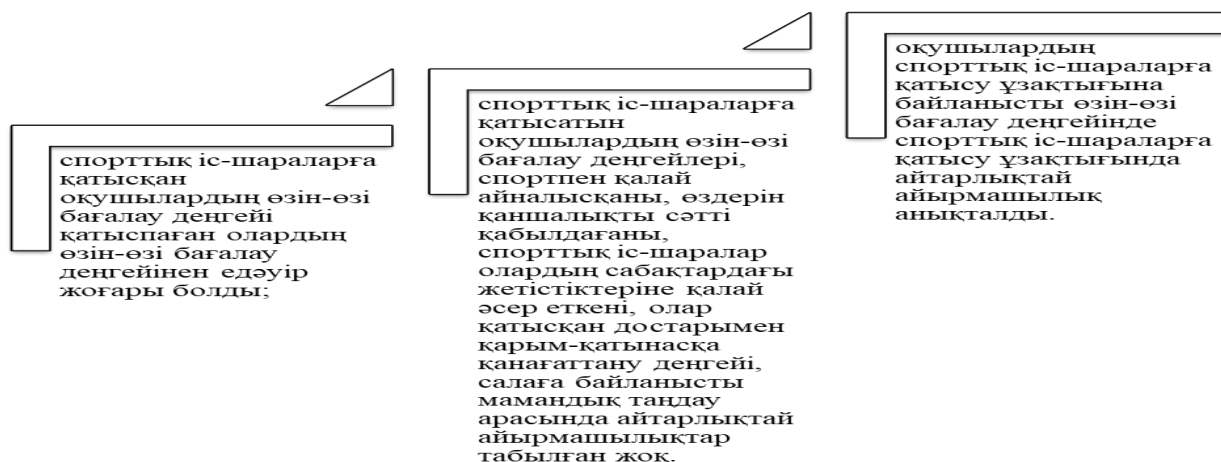 спорттық іс-шараларға
қатысқан
оқушылардың өзін-өзі
бағалау деңгейі
қатыспаған олардың
өзін-өзі бағалау
деңгейінен едәуір
жоғары болды;
спорттық іс-шараларға
қатысатын
оқушылардың өзін-өзі
бағалау деңгейлері,
спортпен қалай
айналысқаны, өздерін
қаншалықты сәтті
қабылдағаны,
спорттық іс-шаралар
олардың сабақтардағы
жетістіктеріне қалай
әсер еткені, олар
қатысқан достарымен
қарым-қатынасқа
қанағаттану деңгейі,
салаға байланысты
мамандық таңдау
арасында айтарлықтай
айырмашылықтар
табылған жоқ.
оқушылардың
спорттық іс-шараларға
қатысу ұзақтығына
байланысты өзін-өзі
бағалау деңгейінде
спорттық іс-шараларға
қатысу ұзақтығында
айтарлықтай
айырмашылық
анықталды.